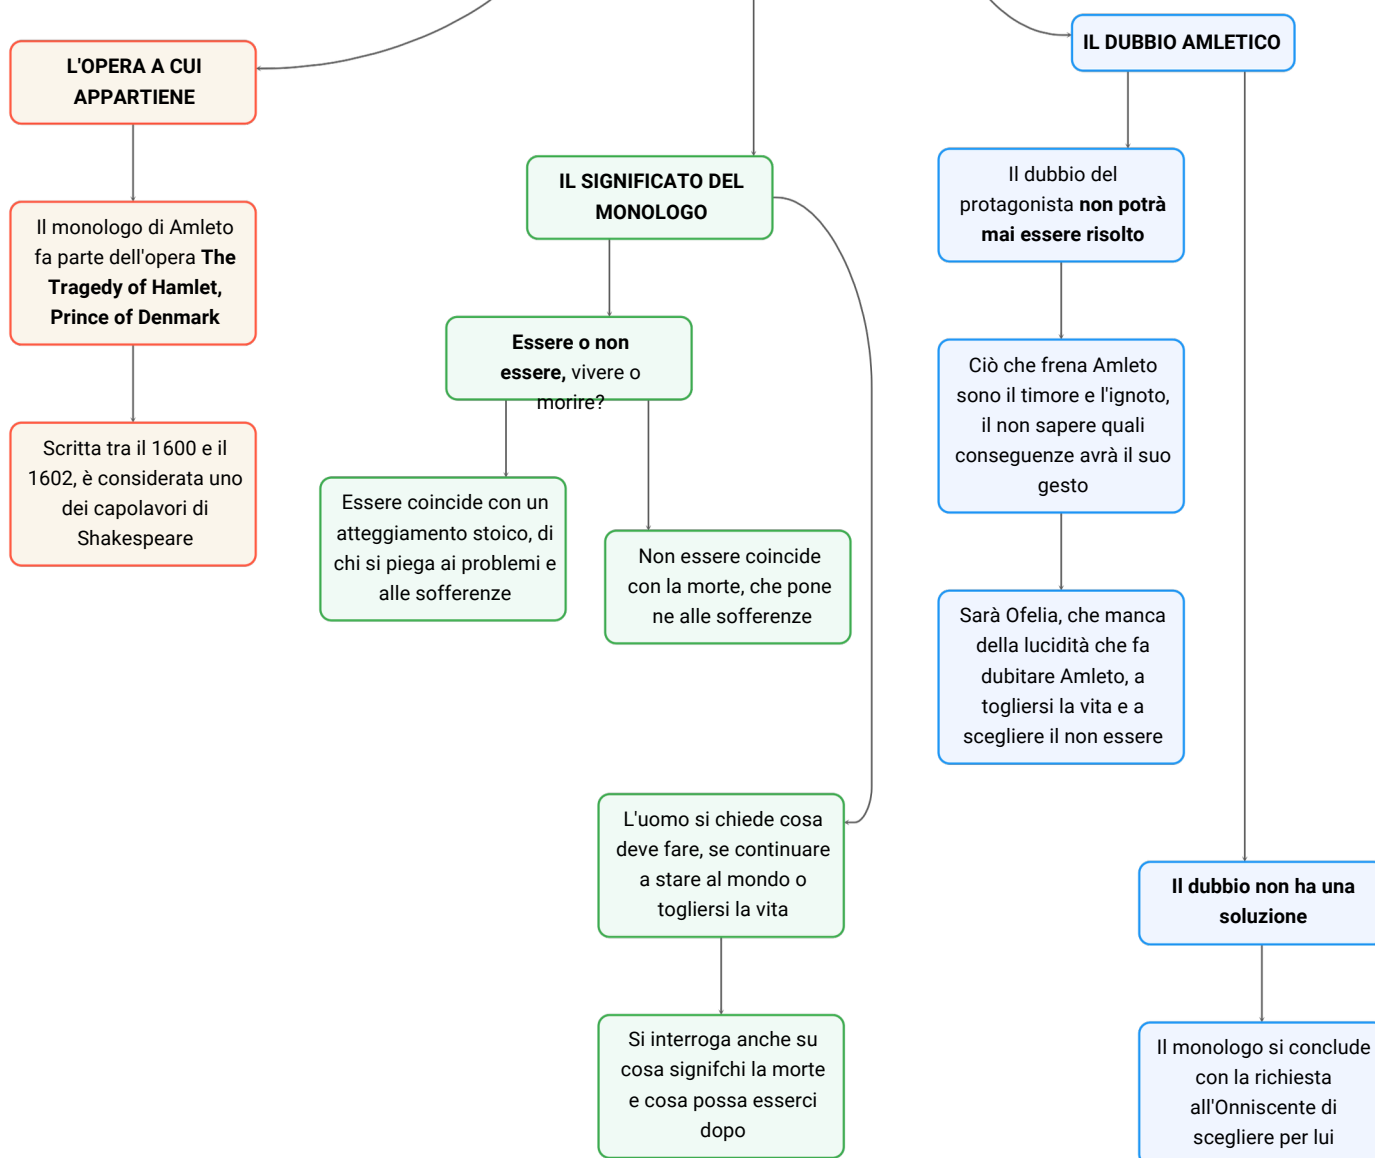 L'OPERA A CUI
APPARTIENE
Il monologo di Amleto
fa parte dell'opera The
Tragedy of Hamlet,
Prince of Denmark
Scritta tra il 1600 e il
1602, è considerata uno
dei capolavori di
Shakespeare
IL SIGNIFICATO DEL
MONOLOGO
Essere o non
essere, vivere o
morire?
Essere coincide con un
atteggiamento stoico, di
chi si piega ai problemi e
alle sofferenze
Non essere coincide
con la morte, che pone
ne alle sofferenze
L'uomo si chiede cosa
deve fare, se continuare
a stare al mondo o
togliersi la vita
Si interroga anche su
cosa signifchi la morte
e cosa possa esserci
dopo
IL DUBBIO AMLETICO
Il dubbio del
protagonista non potrà
mai essere risolto
Ciò che frena Amleto
sono il timore e l'ignoto,
il non sapere quali
conseguenze avrà il suo
gesto
Sarà Ofelia, che manca
della lucidità che fa
dubitare Amleto, a
togliersi la vita e a
scegliere il non essere
Il dubbio non ha una
soluzione
Il monologo si conclude
con la richiesta
all'Onniscente di
scegliere per lui